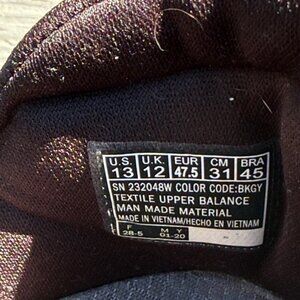 U.S. U.K. EUR CM BRA
13 12 47.5 31 45
SN 232048W COLOR CODE:BKGY
TEXTILE UPPER BALANCE
MAN MADE MATERIAL
MADE IN VIETNAM/HECHO EN VIETNAM
F M Y
28-5 01-20